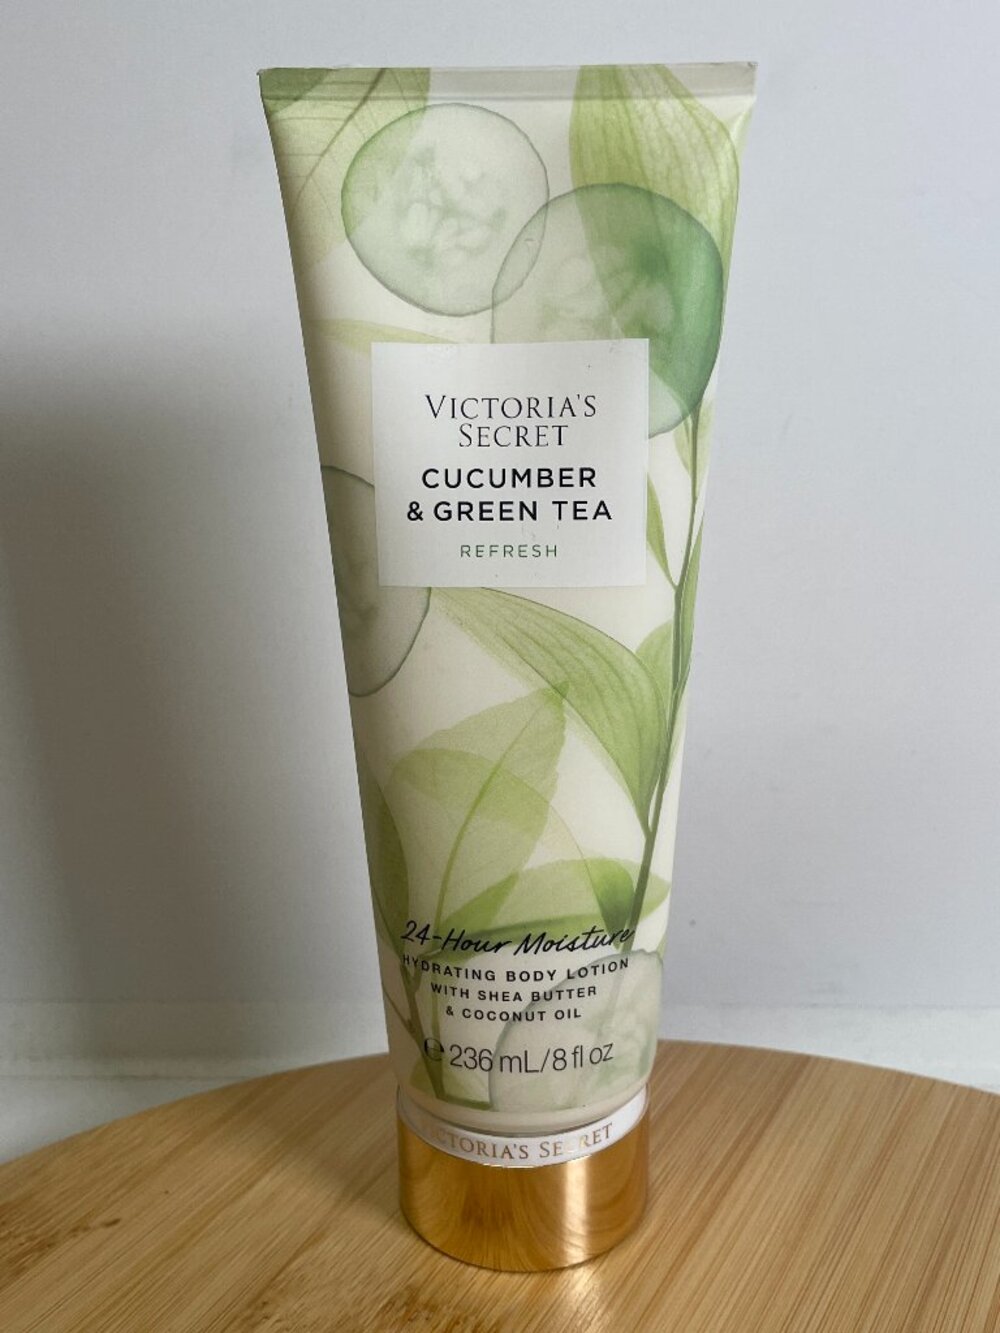 VICTORIA'S
SECRET
CUCUMBER
& GREEN TEA
REFRESH
24-Hour Moisture
HYDRATING BODY LOTION
WITH SHEA BUTTER
& COCONUT OIL
℮ 236 mL/8 fl oz
VICTORIA'S SECRET